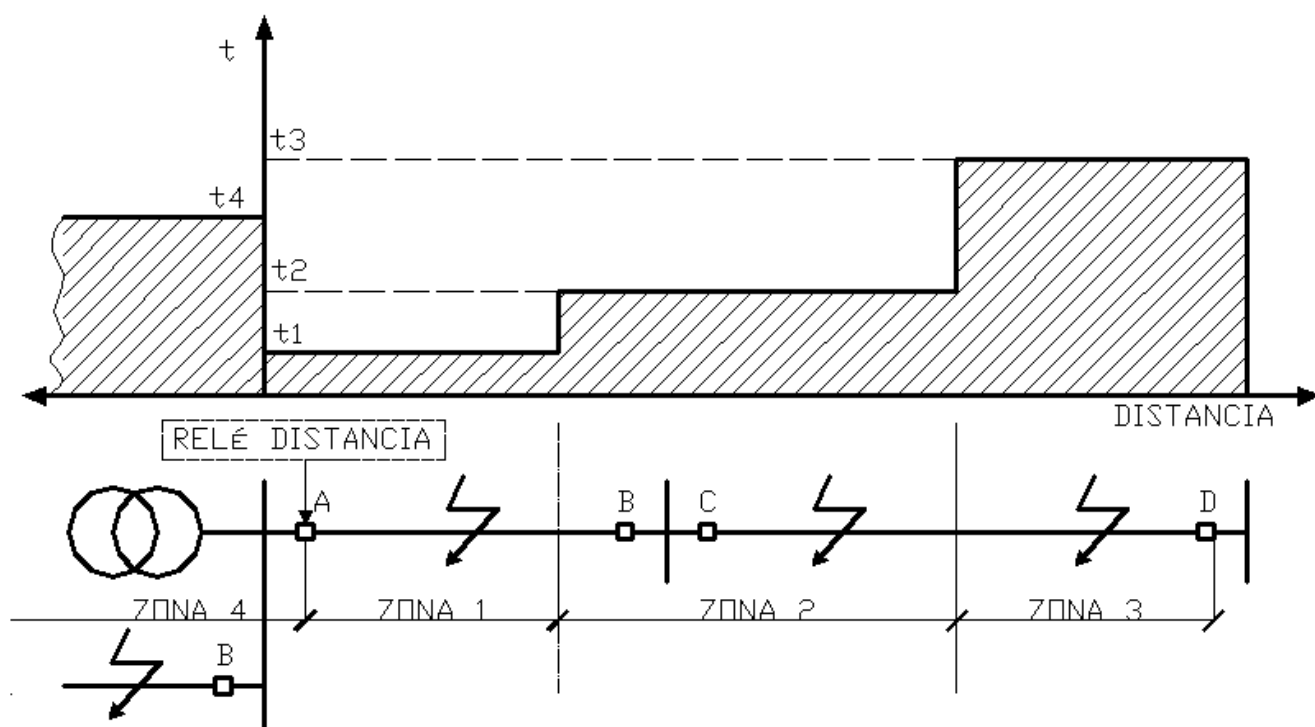 t
t3
t4
t2
t1
DISTANCIA
RELé DISTANCIA
A
B
C
D
ZONA 4
ZONA 1
ZONA 2
ZONA 3
B